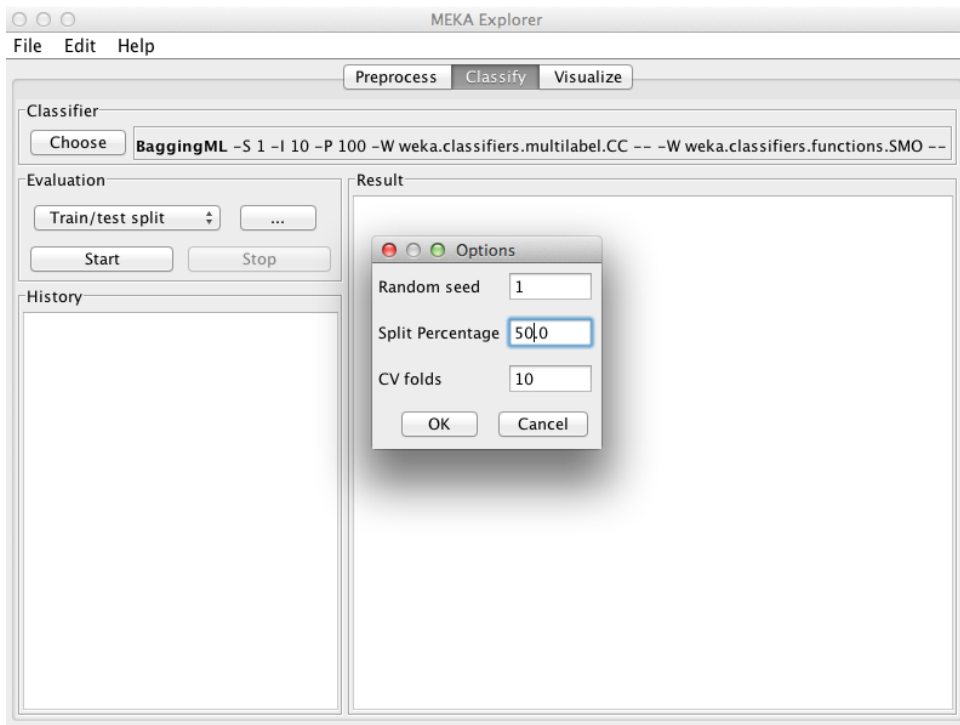 MEKA Explorer
File Edit Help
Preprocess Classify Visualize
Classifier
Choose BaggingML -S 1 -I 10 -P 100 -W weka.classifiers.multilabel.CC -- -W weka.classifiers.functions.SMO --
Evaluation
Train/test split ...
Start Stop
History
Result
Options
Random seed 1
Split Percentage 50.0
CV folds 10
OK Cancel